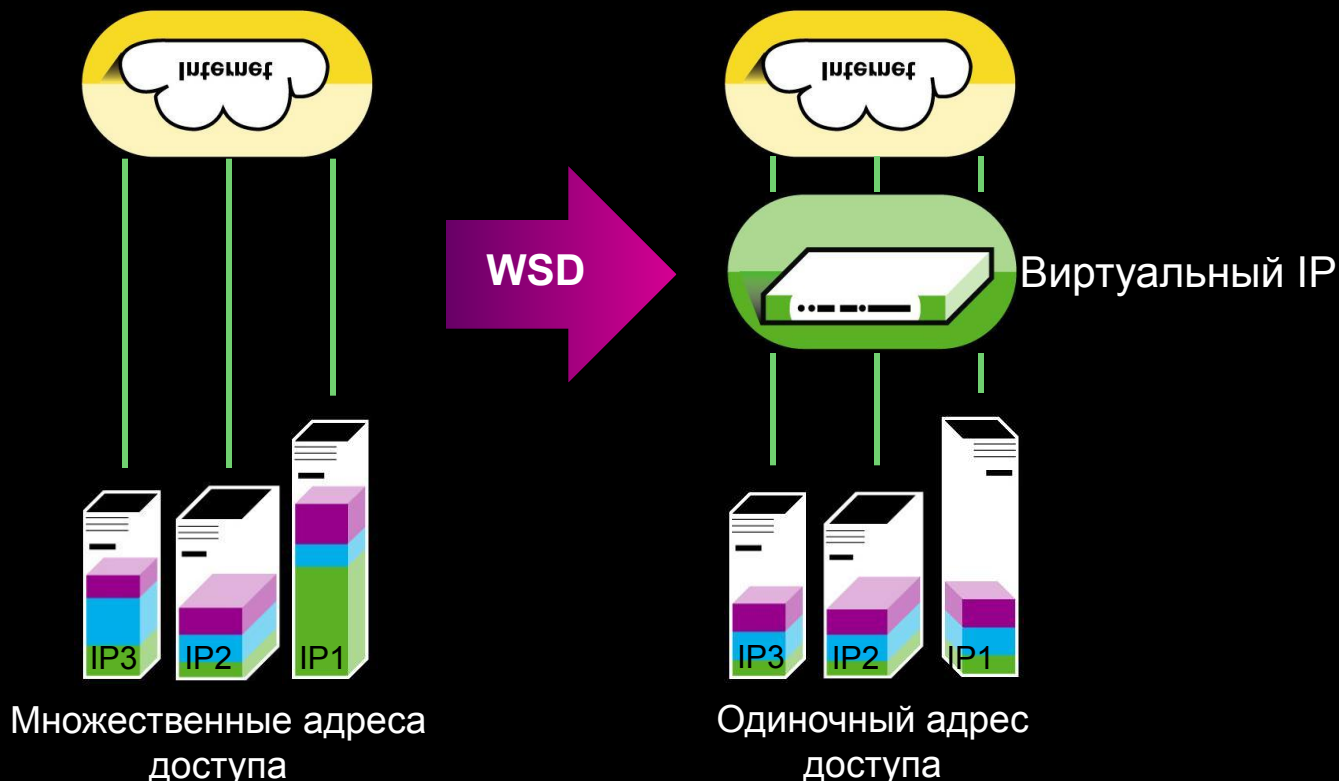 Internet
Internet
WSD
Виртуальный IP
IP3
IP2
IP1
IP3
IP2
IP1
Множественные адреса
доступа
Одиночный адрес
доступа